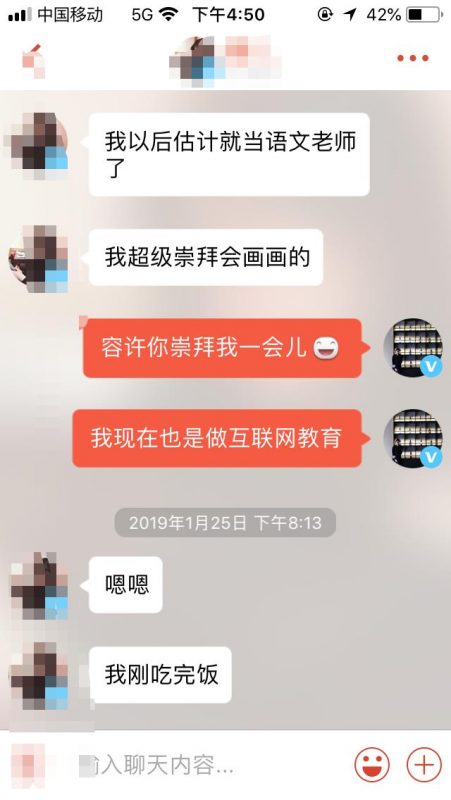 中国移动 5G 下午4:50 42%
我以后估计就当语文老师
了
我超级崇拜会画画的
容许你崇拜我一会儿
我现在也是做互联网教育
V
V
2019年1月25日 下午8:13
嗯嗯
我刚吃完饭
输入聊天内容...